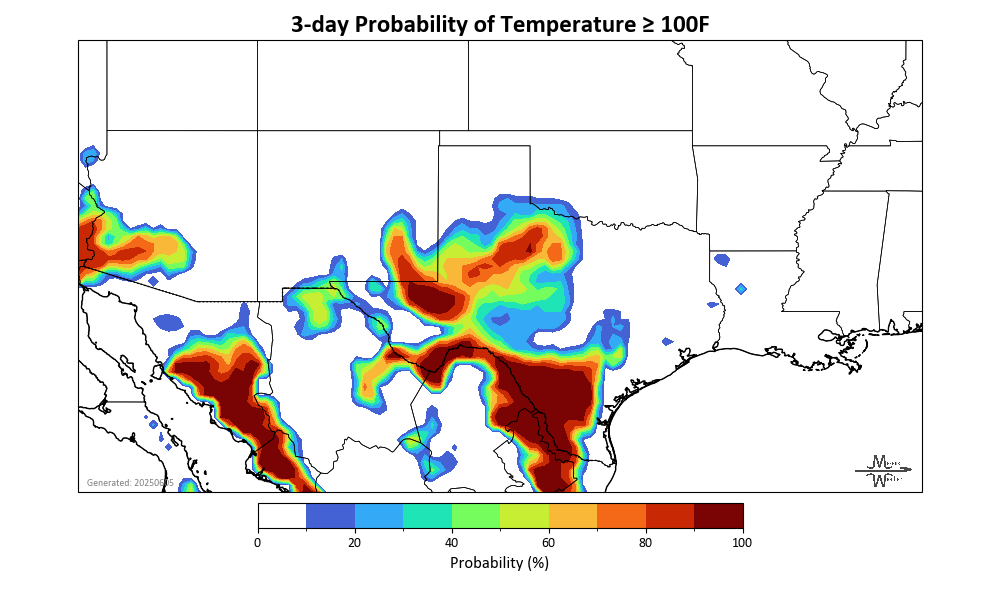 3-day Probability of Temperature ≥ 100F
Generated: 20250605
0 20 40 60 80 100
Probability (%)